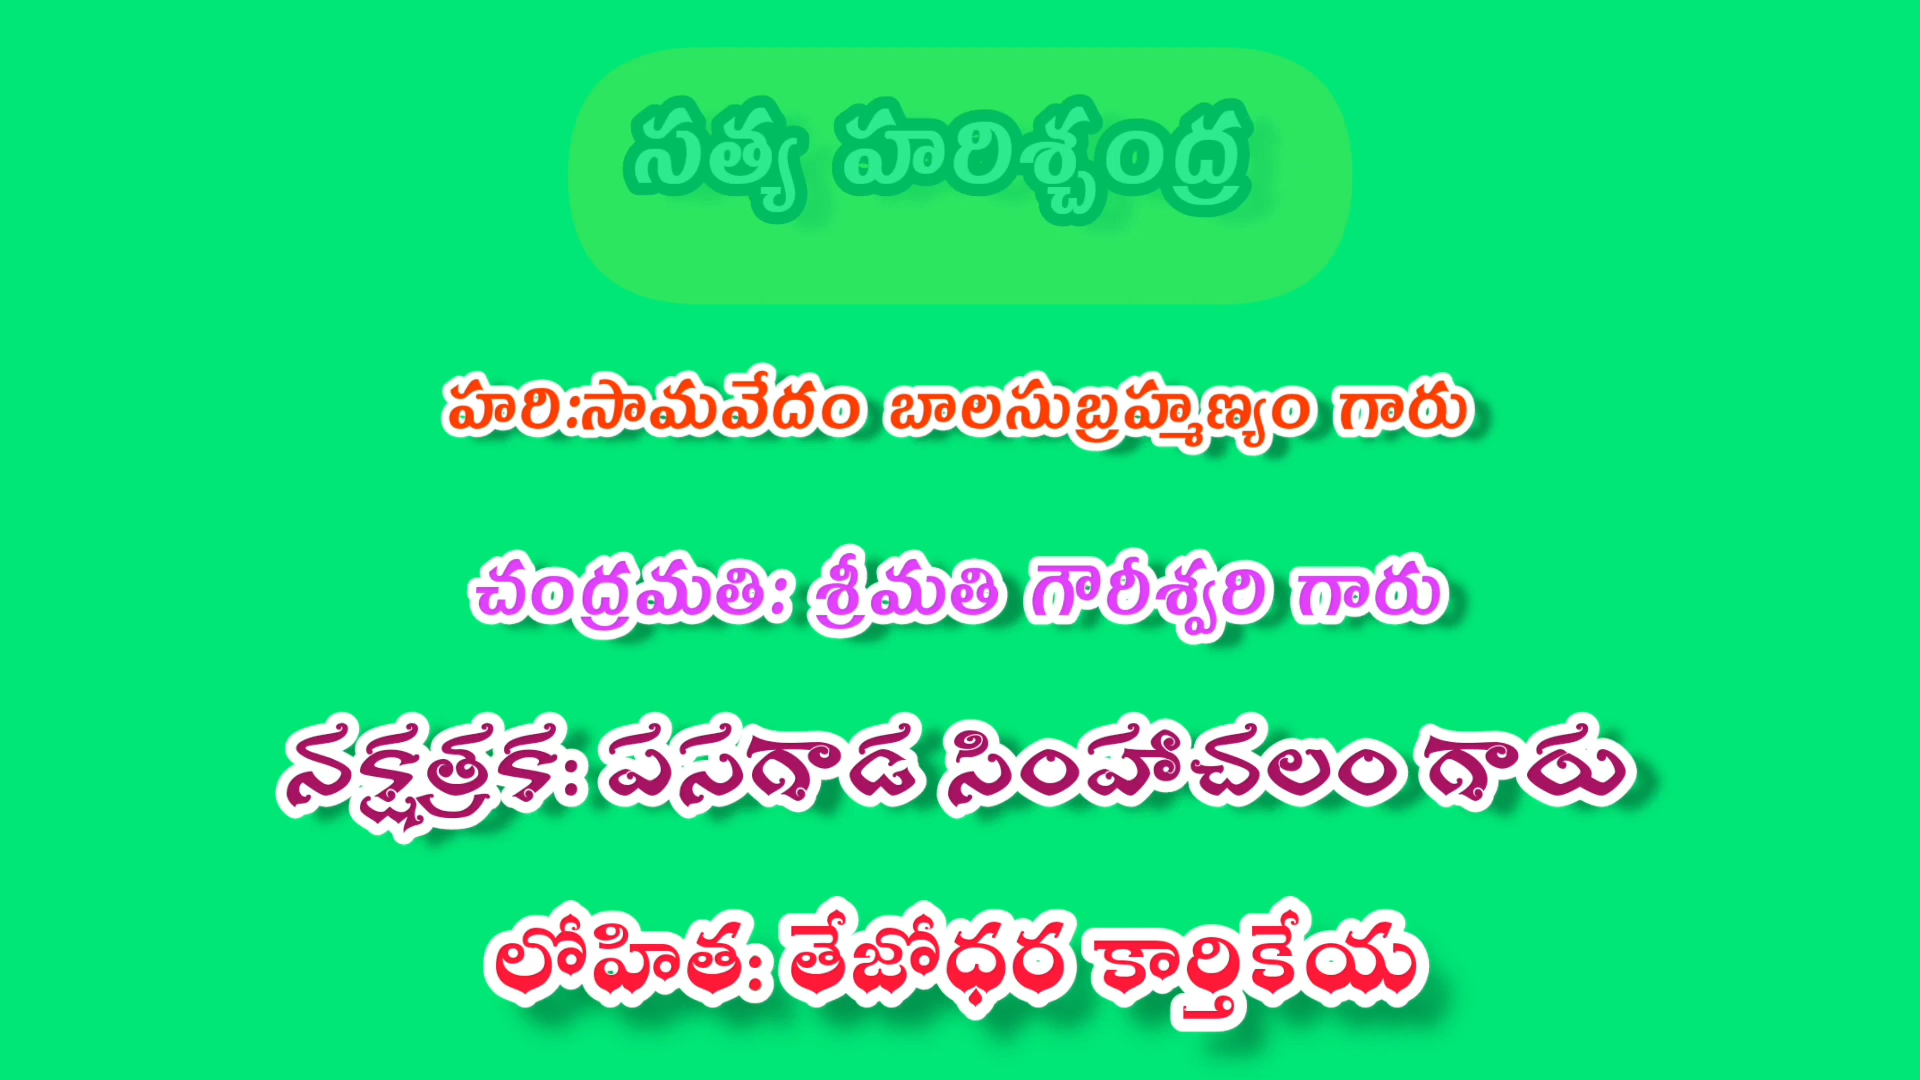 సత్య హరిశ్చంద్ర
హరి:సామవేదం బాలసుబ్రహ్మణ్యం గారు
చంద్రమతి: శ్రీమతి గౌరీశ్వరి గారు
నక్షత్రక: పసగాడ సింహాచలం గారు
లోహిత: తేజోధర కార్తికేయ